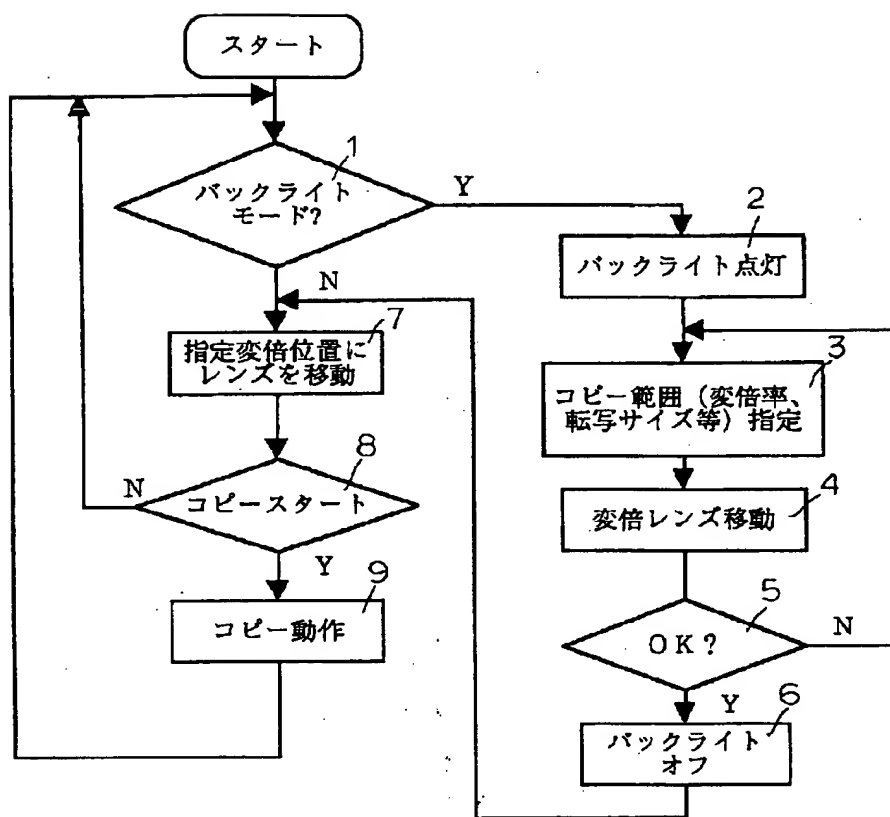 スタート
1
バックライト
モード?
Y
N
2
バックライト点灯
7
指定変倍位置に
レンズを移動
3
コピー範囲(変倍率、
転写サイズ等)指定
8
N
コピースタート
Y
4
変倍レンズ移動
9
コピー動作
5
OK?
N
Y
6
バックライト
オフ